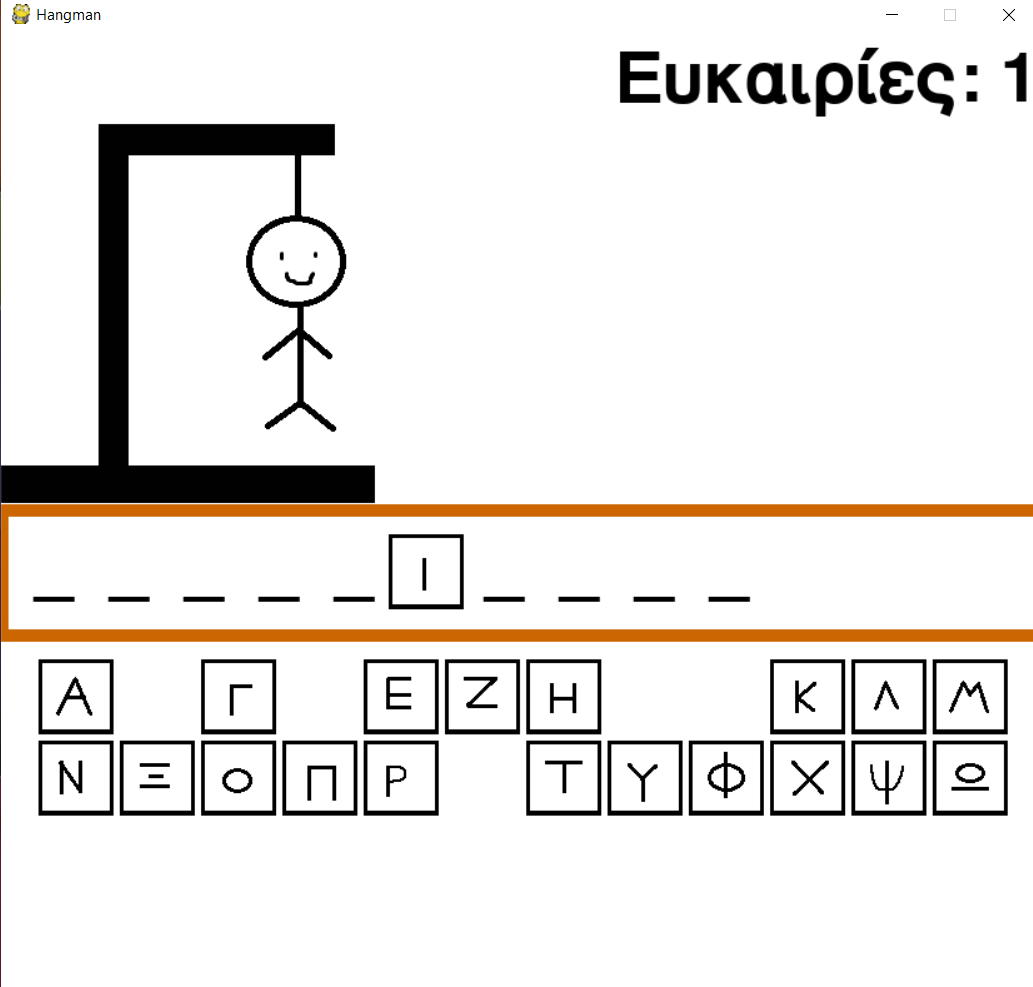 Hangman
Ευκαιρίες: 1
_ _ _ _ _ Ι _ _ _ _
Α Γ Ε Ζ Η Κ Λ Μ
Ν Ξ Ο Π Ρ Τ Υ Φ Χ Ψ Ω